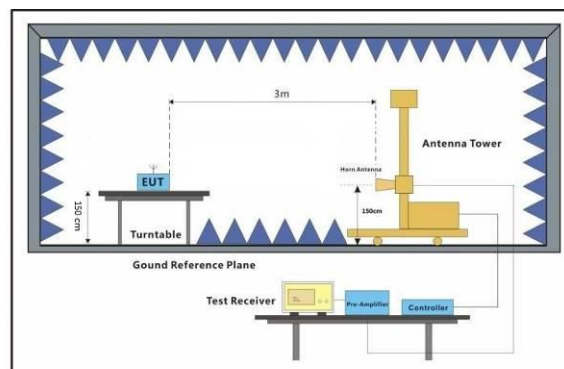 3m
Antenna Tower
Horn Antenna
EUT
150 cm
150cm
Turntable
Gound Reference Plane
Test Receiver
Pre-Amplifier
Controller